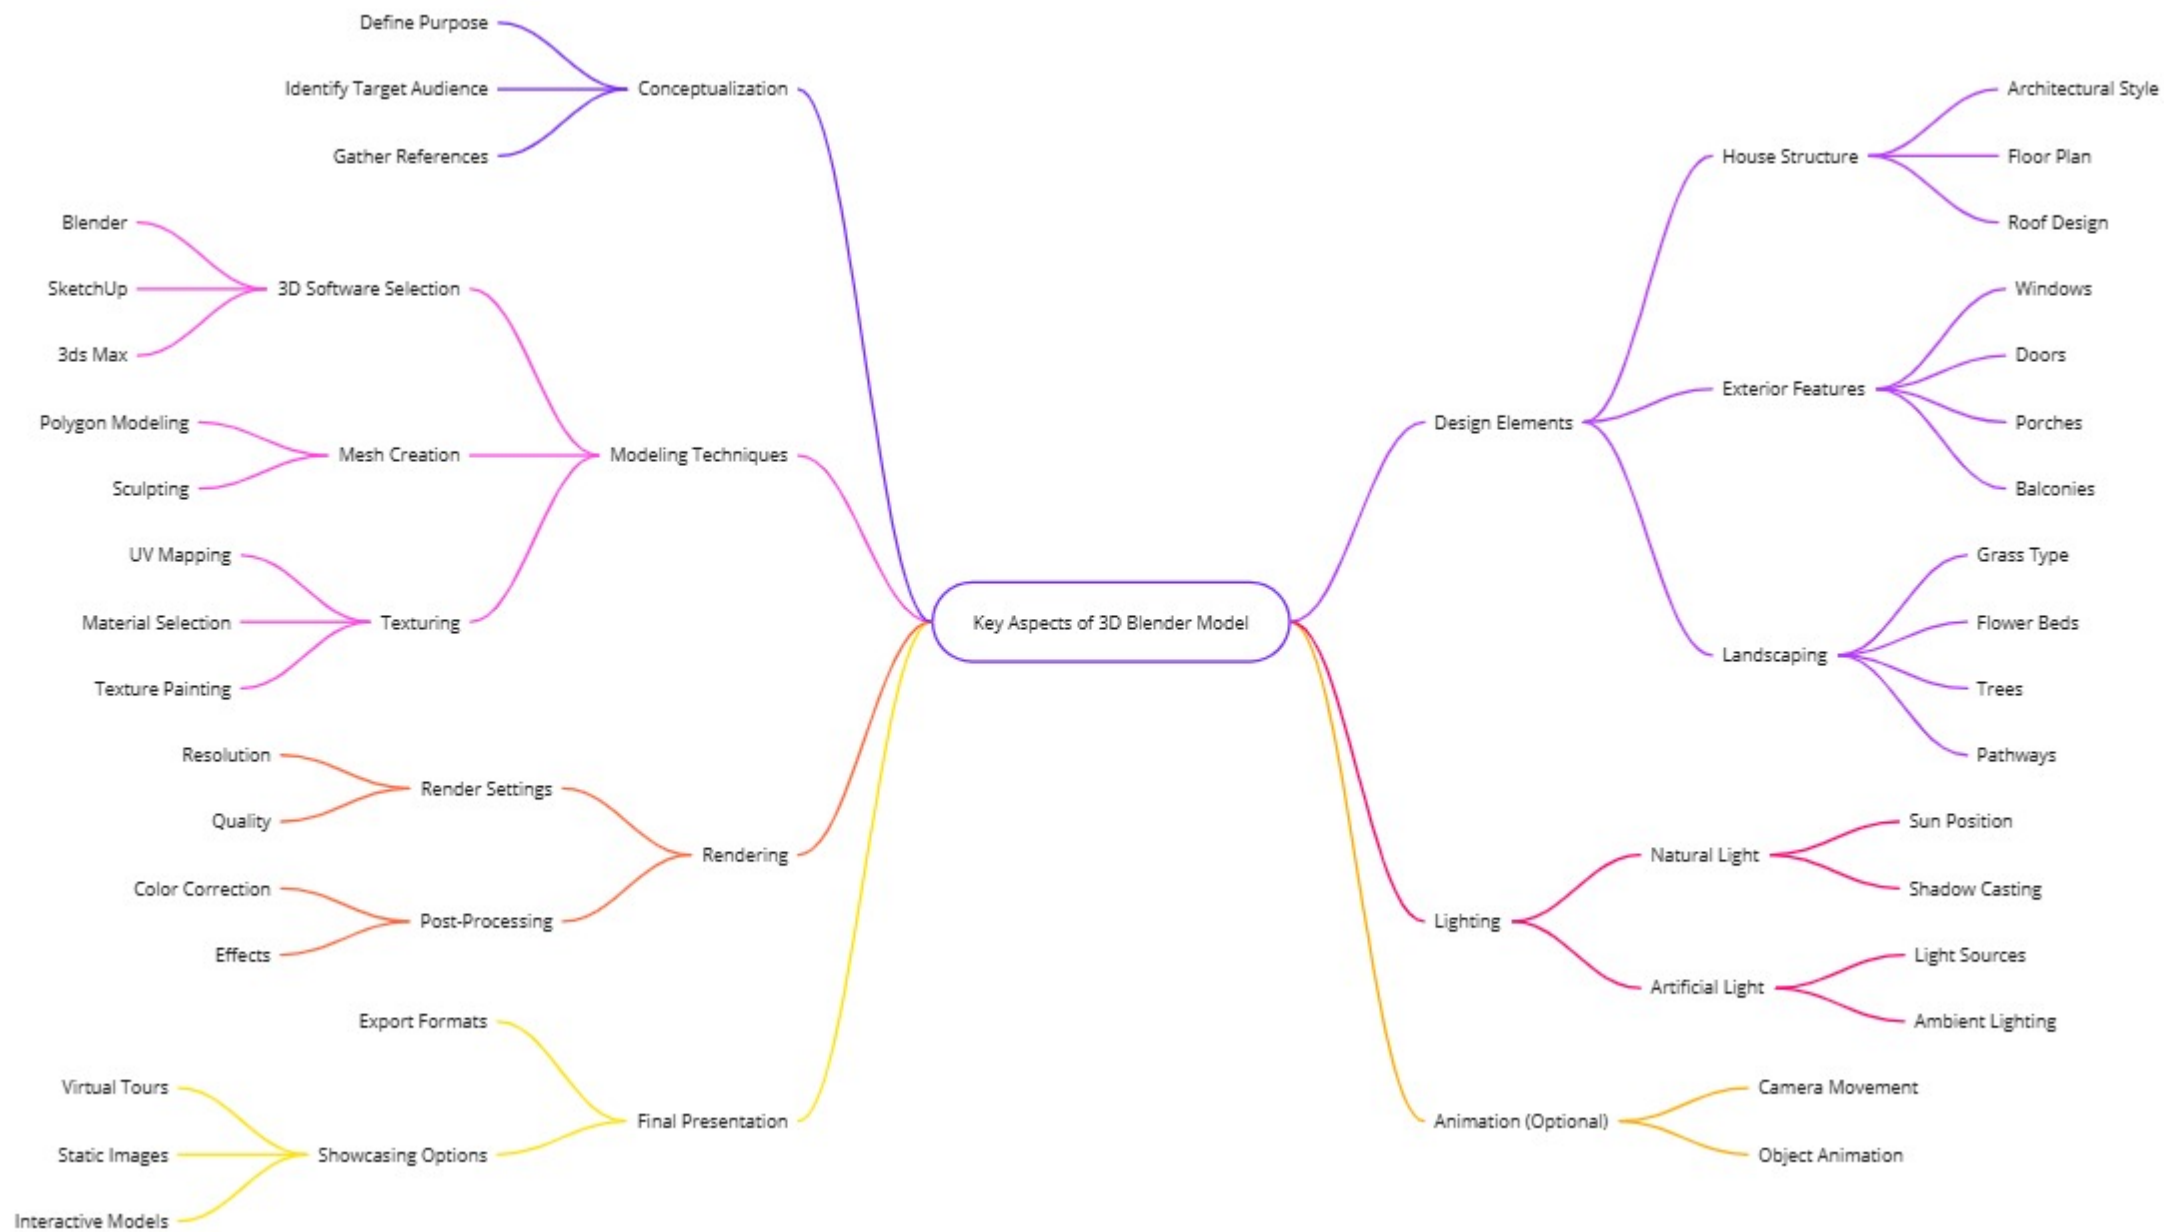 Key Aspects of 3D Blender Model
Conceptualization
Define Purpose
Identify Target Audience
Gather References
Modeling Techniques
3D Software Selection
Blender
SketchUp
3ds Max
Mesh Creation
Polygon Modeling
Sculpting
Texturing
UV Mapping
Material Selection
Texture Painting
Rendering
Render Settings
Resolution
Quality
Post-Processing
Color Correction
Effects
Final Presentation
Export Formats
Showcasing Options
Virtual Tours
Static Images
Interactive Models
Design Elements
House Structure
Architectural Style
Floor Plan
Roof Design
Exterior Features
Windows
Doors
Porches
Balconies
Landscaping
Grass Type
Flower Beds
Trees
Pathways
Lighting
Natural Light
Sun Position
Shadow Casting
Artificial Light
Light Sources
Ambient Lighting
Animation (Optional)
Camera Movement
Object Animation